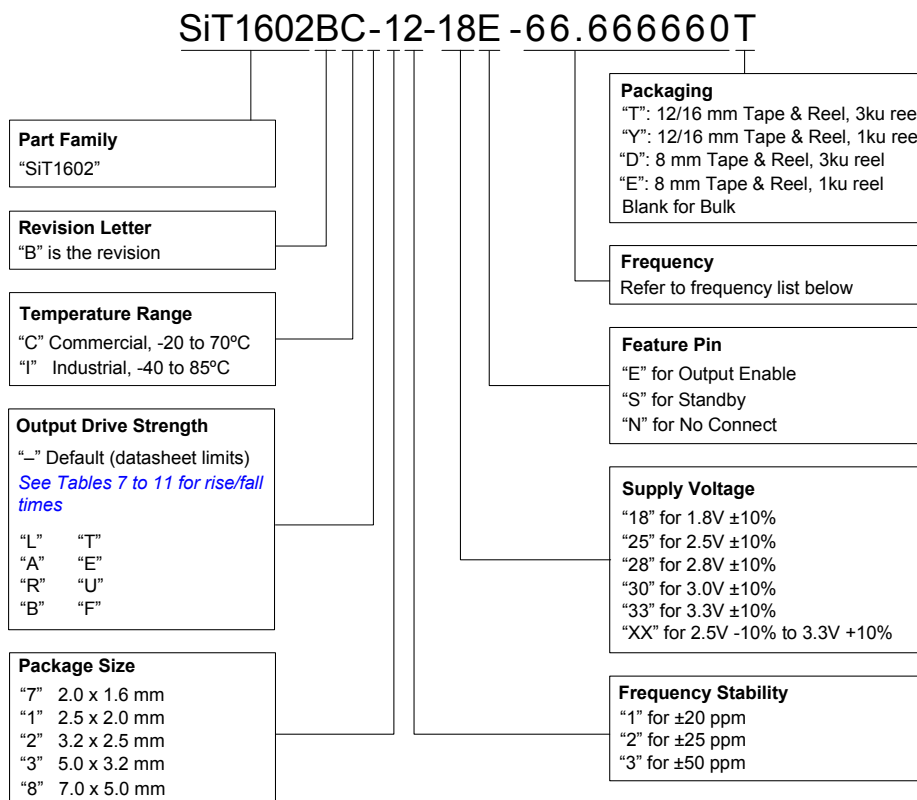 SiT1602BC-12-18E-66.666660T
Part Family
“SiT1602”
Revision Letter
“B” is the revision
Temperature Range
“C” Commercial, -20 to 70ºC
“I” Industrial, -40 to 85ºC
Output Drive Strength
“–” Default (datasheet limits)
See Tables 7 to 11 for rise/fall
times
“L” “T”
“A” “E”
“R” “U”
“B” “F”
Package Size
“7” 2.0 x 1.6 mm
“1” 2.5 x 2.0 mm
“2” 3.2 x 2.5 mm
“3” 5.0 x 3.2 mm
“8” 7.0 x 5.0 mm
Packaging
“T”: 12/16 mm Tape & Reel, 3ku ree
“Y”: 12/16 mm Tape & Reel, 1ku ree
“D”: 8 mm Tape & Reel, 3ku reel
“E”: 8 mm Tape & Reel, 1ku reel
Blank for Bulk
Frequency
Refer to frequency list below
Feature Pin
“E” for Output Enable
“S” for Standby
“N” for No Connect
Supply Voltage
“18” for 1.8V ±10%
“25” for 2.5V ±10%
“28” for 2.8V ±10%
“30” for 3.0V ±10%
“33” for 3.3V ±10%
“XX” for 2.5V -10% to 3.3V +10%
Frequency Stability
“1” for ±20 ppm
“2” for ±25 ppm
“3” for ±50 ppm